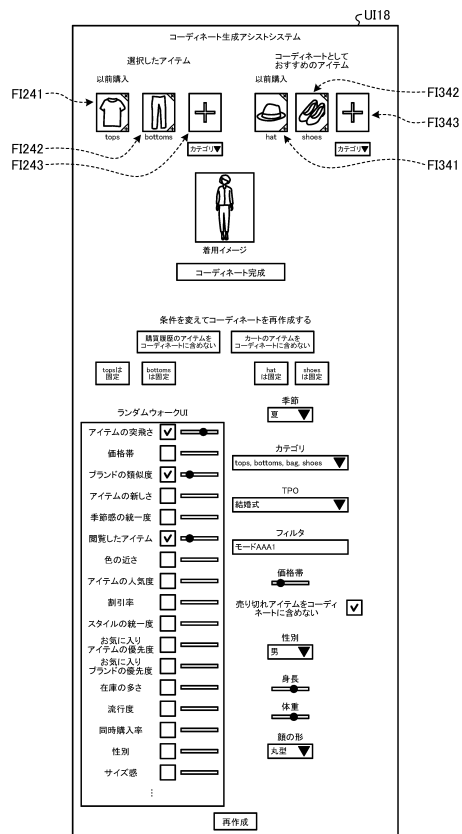 UI18
コーディネート生成アシストシステム
選択したアイテム
コーディネートとして
おすすめのアイテム
以前購入
以前購入
FI241
FI342
FI343
tops
bottoms
hat
shoes
FI242
FI243
カテゴリ▼
カテゴリ▼
FI341
着用イメージ
コーディネート完成
条件を変えてコーディネートを再作成する
購買履歴のアイテムを
コーディネートに含めない
カートのアイテムを
コーディネートに含めない
topsは
固定
bottoms
は固定
hat
は固定
shoes
は固定
ランダムウォークUI
アイテムの突飛さ
価格帯
ブランドの類似度
アイテムの新しさ
季節感の統一度
閲覧したアイテム
色の近さ
アイテムの人気度
割引率
スタイルの統一度
お気に入り
アイテムの優先度
お気に入り
ブランドの優先度
在庫の多さ
流行度
同時購入率
性別
サイズ感
⋮
季節
夏▼
カテゴリ
tops, bottoms, bag, shoes▼
TPO
結婚式▼
フィルタ
モードAAA1
価格帯
売り切れアイテムをコーディ
ネートに含めない
性別
男▼
身長
体重
顔の形
丸型▼
再作成